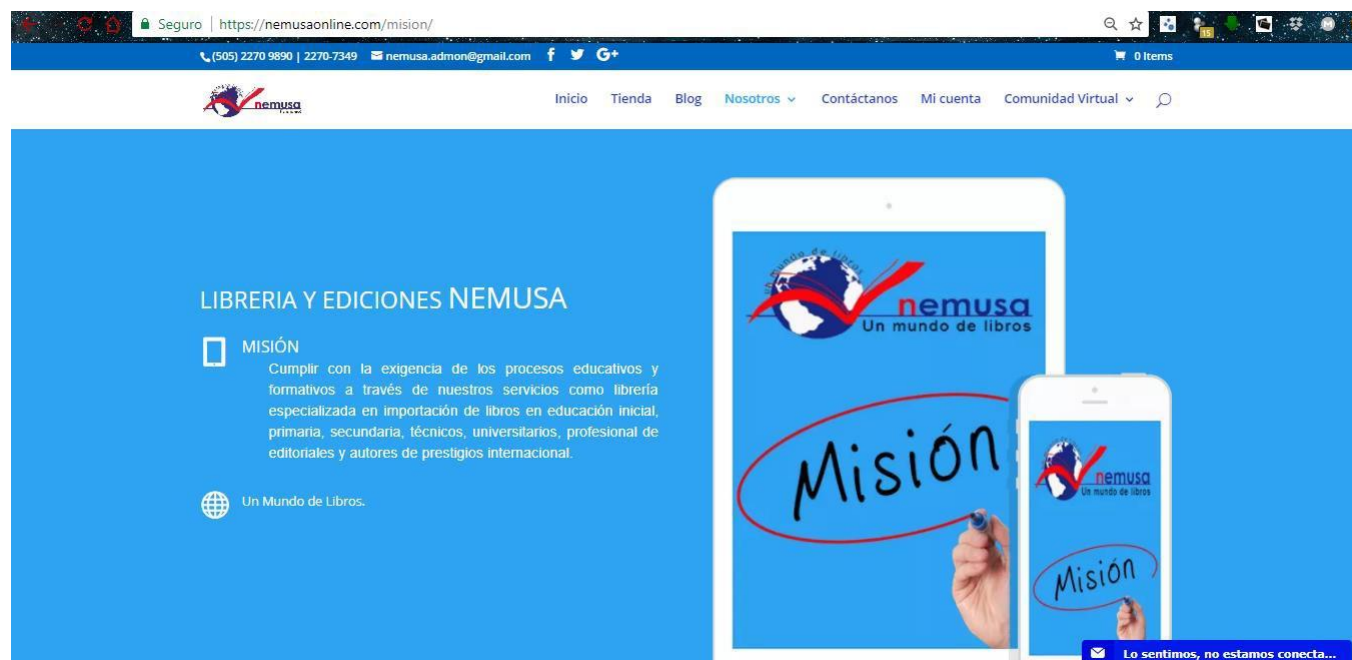 Seguro | https://nemusaonline.com/mision/
15
(505) 2270 9890 | 2270-7349 nemusa.admon@gmail.com f G+ 0 Items
nemusa
Inicio Tienda Blog Nosotros Contáctanos Mi cuenta Comunidad Virtual
LIBRERIA Y EDICIONES NEMUSA
MISIÓN
Cumplir con la exigencia de los procesos educativos y
formativos a través de nuestros servicios como librería
especializada en importación de libros en educación inicial,
primaria, secundaria, técnicos, universitarios, profesional de
editoriales y autores de prestigios internacional.
Un Mundo de Libros.
un mundo de libros
nemusa
Un mundo de libros
Misión
nemusa
Un mundo de libros
Misión
Lo sentimos, no estamos conecta...